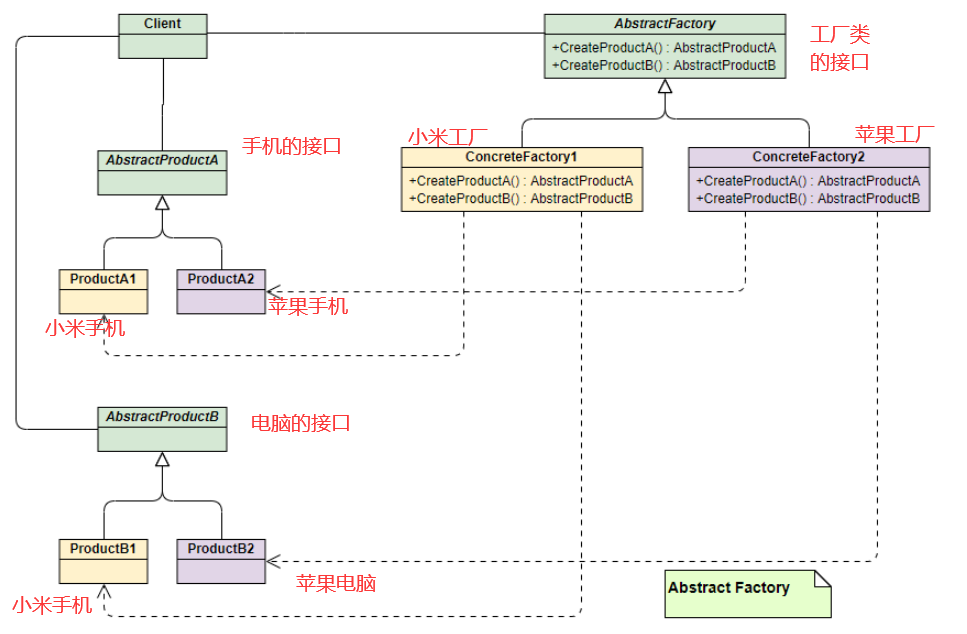 Client
AbstractFactory
+CreateProductA() : AbstractProductA
+CreateProductB() : AbstractProductB
工厂类
的接口
手机的接口
AbstractProductA
小米工厂
ConcreteFactory1
+CreateProductA() : AbstractProductA
+CreateProductB() : AbstractProductB
苹果工厂
ConcreteFactory2
+CreateProductA() : AbstractProductA
+CreateProductB() : AbstractProductB
ProductA1
ProductA2
苹果手机
小米手机
AbstractProductB
电脑的接口
ProductB1
ProductB2
苹果电脑
小米手机
Abstract Factory